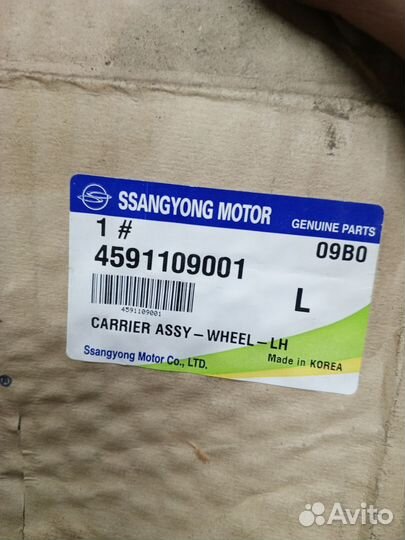 SSANGYONG MOTOR GENUINE PARTS
1 # 09B0
4591109001
L
4591109001
CARRIER ASSY-WHEEL-LH
Ssangyong Motor Co., LTD. Made in KOREA
®
Avito